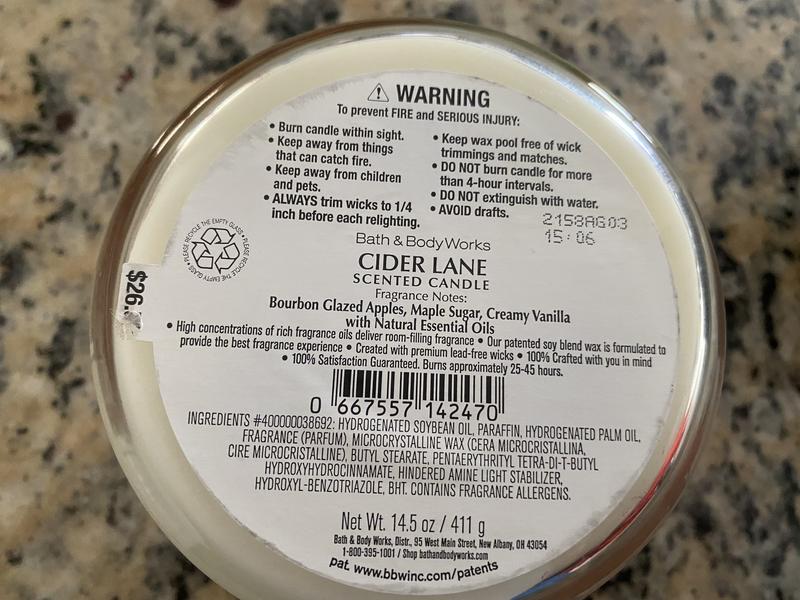 ⚠ WARNING
To prevent FIRE and SERIOUS INJURY:
• Burn candle within sight.
• Keep away from things
that can catch fire.
• Keep away from children
and pets.
• ALWAYS trim wicks to 1/4
inch before each relighting.
• Keep wax pool free of wick
trimmings and matches.
• DO NOT burn candle for more
than 4-hour intervals.
• DO NOT extinguish with water.
• AVOID drafts.
2158AG03
15:06
• PLEASE RECYCLE THE EMPTY GLASS • PLEASE RECYCLE THE EMPTY GLASS
$26.
Bath & Body Works
CIDER LANE
SCENTED CANDLE
Fragrance Notes:
Bourbon Glazed Apples, Maple Sugar, Creamy Vanilla
with Natural Essential Oils
• High concentrations of rich fragrance oils deliver room-filling fragrance • Our patented soy blend wax is formulated to
provide the best fragrance experience • Created with premium lead-free wicks • 100% Crafted with you in mind
• 100% Satisfaction Guaranteed. Burns approximately 25-45 hours.
0 667557 142470
INGREDIENTS #400000038692: HYDROGENATED SOYBEAN OIL, PARAFFIN, HYDROGENATED PALM OIL,
FRAGRANCE (PARFUM), MICROCRYSTALLINE WAX (CERA MICROCRISTALLINA,
CIRE MICROCRISTALLINE), BUTYL STEARATE, PENTAERYTHRITYL TETRA-DI-T-BUTYL
HYDROXYHYDROCINNAMATE, HINDERED AMINE LIGHT STABILIZER,
HYDROXYL-BENZOTRIAZOLE, BHT. CONTAINS FRAGRANCE ALLERGENS.
Net Wt. 14.5 oz / 411 g
Bath & Body Works, Distr., 95 West Main Street, New Albany, OH 43054
1-800-395-1001 / Shop bathandbodyworks.com
pat. www.bbwinc.com/patents